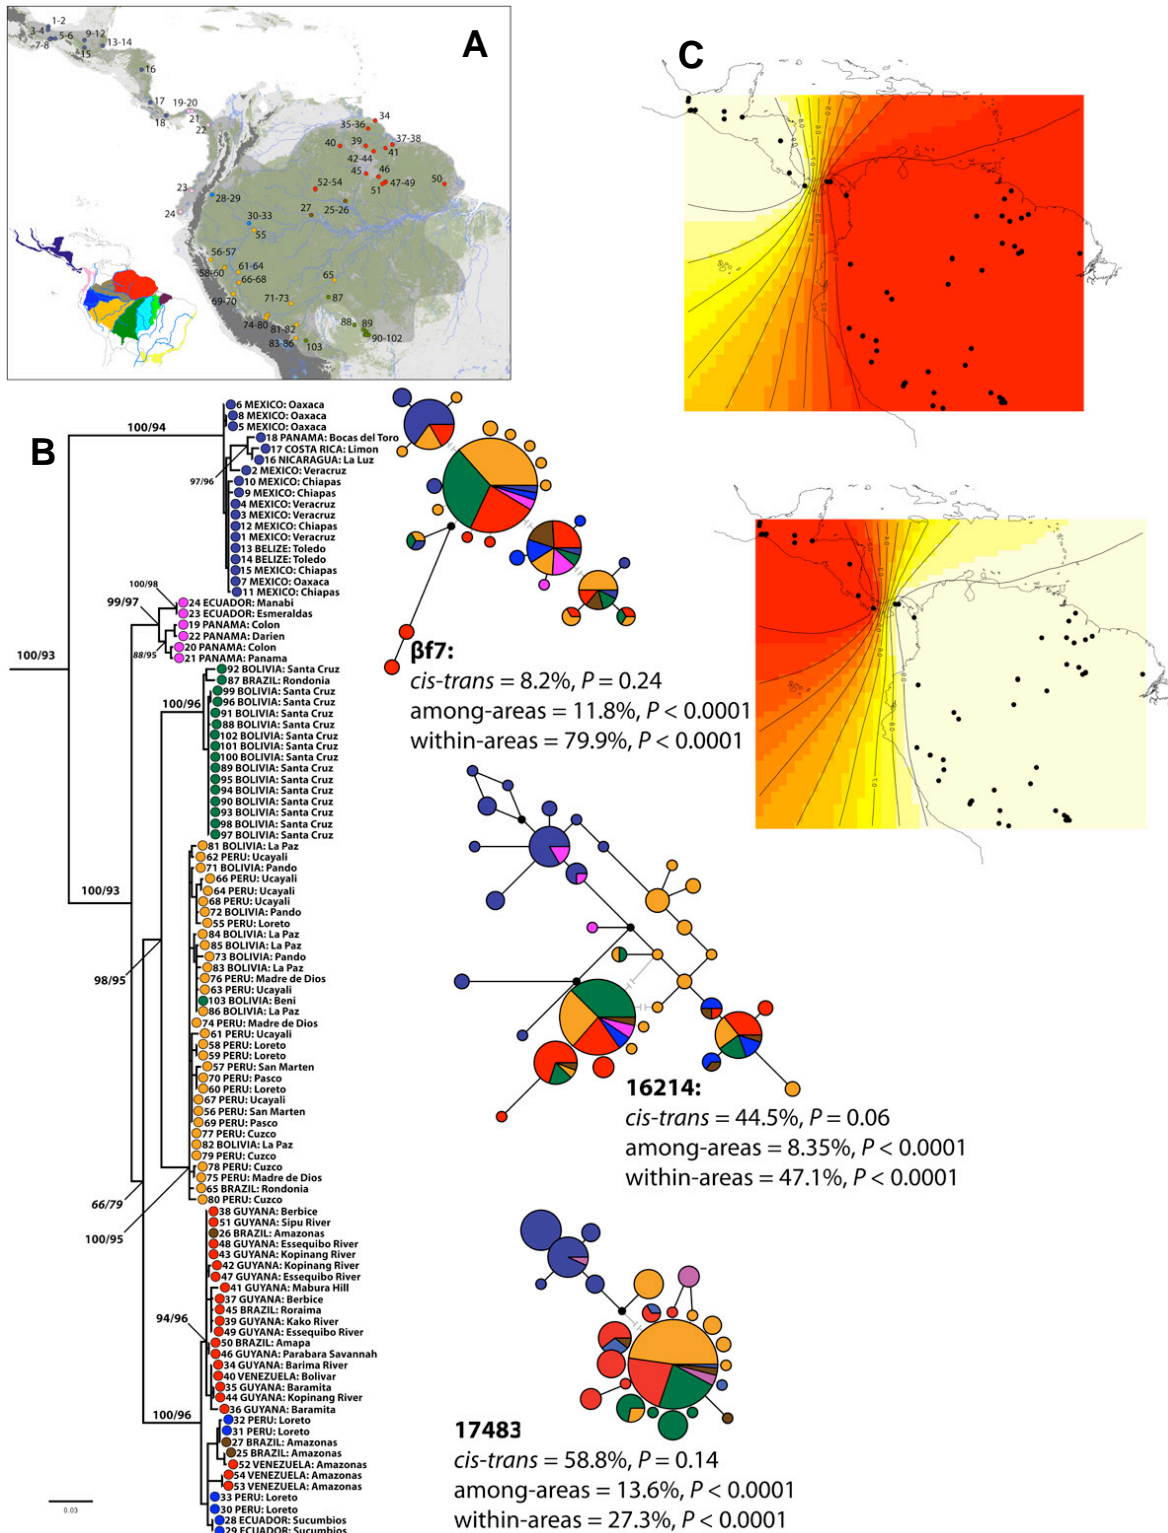 A
1-2
3-4
5-6
9-12
7-8
13-14
15
16
17
18
19-20
21
22
23
24
34
35-36
37-38
39
40
41
42-44
45
46
47-49
51
50
52-54
25-26
27
28-29
30-33
55
56-57
58-60
61-64
66-68
65
69-70
71-73
87
74-80
81-82
88
89
83-86
103
90-102
B
100/94
97/96
100/93
100/98
99/97
88/95
100/96
100/93
98/95
66/79
100/95
94/96
100/96
0.03
6 MEXICO: Oaxaca
8 MEXICO: Oaxaca
5 MEXICO: Oaxaca
18 PANAMA: Bocas del Toro
17 COSTA RICA: Limon
16 NICARAGUA: La Luz
2 MEXICO: Veracruz
10 MEXICO: Chiapas
9 MEXICO: Chiapas
4 MEXICO: Veracruz
3 MEXICO: Veracruz
12 MEXICO: Chiapas
1 MEXICO: Veracruz
13 BELIZE: Toledo
14 BELIZE: Toledo
15 MEXICO: Chiapas
7 MEXICO: Oaxaca
11 MEXICO: Chiapas
24 ECUADOR: Manabi
23 ECUADOR: Esmeraldas
19 PANAMA: Colon
22 PANAMA: Darien
20 PANAMA: Colon
21 PANAMA: Panama
92 BOLIVIA: Santa Cruz
87 BRAZIL: Rondonia
99 BOLIVIA: Santa Cruz
96 BOLIVIA: Santa Cruz
91 BOLIVIA: Santa Cruz
88 BOLIVIA: Santa Cruz
102 BOLIVIA: Santa Cruz
101 BOLIVIA: Santa Cruz
100 BOLIVIA: Santa Cruz
89 BOLIVIA: Santa Cruz
95 BOLIVIA: Santa Cruz
94 BOLIVIA: Santa Cruz
90 BOLIVIA: Santa Cruz
93 BOLIVIA: Santa Cruz
98 BOLIVIA: Santa Cruz
97 BOLIVIA: Santa Cruz
81 BOLIVIA: La Paz
62 PERU: Ucayali
71 BOLIVIA: Pando
66 PERU: Ucayali
64 PERU: Ucayali
68 PERU: Ucayali
72 BOLIVIA: Pando
55 PERU: Loreto
84 BOLIVIA: La Paz
85 BOLIVIA: La Paz
73 BOLIVIA: Pando
83 BOLIVIA: La Paz
76 PERU: Madre de Dios
63 PERU: Ucayali
103 BOLIVIA: Beni
86 BOLIVIA: La Paz
74 PERU: Madre de Dios
61 PERU: Ucayali
58 PERU: Loreto
59 PERU: Loreto
57 PERU: San Marten
70 PERU: Pasco
60 PERU: Loreto
67 PERU: Ucayali
56 PERU: San Marten
69 PERU: Pasco
77 PERU: Cuzco
82 BOLIVIA: La Paz
79 PERU: Cuzco
78 PERU: Cuzco
75 PERU: Madre de Dios
65 BRAZIL: Rondonia
80 PERU: Cuzco
38 GUYANA: Berbice
51 GUYANA: Sipu River
26 BRAZIL: Amazonas
48 GUYANA: Essequibo River
43 GUYANA: Kopinang River
42 GUYANA: Kopinang River
47 GUYANA: Essequibo River
41 GUYANA: Mabura Hill
37 GUYANA: Berbice
45 BRAZIL: Roraima
39 GUYANA: Kako River
49 GUYANA: Essequibo River
50 BRAZIL: Amapa
46 GUYANA: Parabara Savannah
34 GUYANA: Barima River
40 VENEZUELA: Bolivar
35 GUYANA: Baramita
44 GUYANA: Kopinang River
36 GUYANA: Baramita
32 PERU: Loreto
31 PERU: Loreto
27 BRAZIL: Amazonas
25 BRAZIL: Amazonas
52 VENEZUELA: Amazonas
54 VENEZUELA: Amazonas
53 VENEZUELA: Amazonas
33 PERU: Loreto
30 PERU: Loreto
28 ECUADOR: Sucumbios
29 ECUADOR: Sucumbios
βf7:
cis-trans = 8.2%, P = 0.24
among-areas = 11.8%, P < 0.0001
within-areas = 79.9%, P < 0.0001
16214:
cis-trans = 44.5%, P = 0.06
among-areas = 8.35%, P < 0.0001
within-areas = 47.1%, P < 0.0001
17483
cis-trans = 58.8%, P = 0.14
among-areas = 13.6%, P < 0.0001
within-areas = 27.3%, P < 0.0001
C